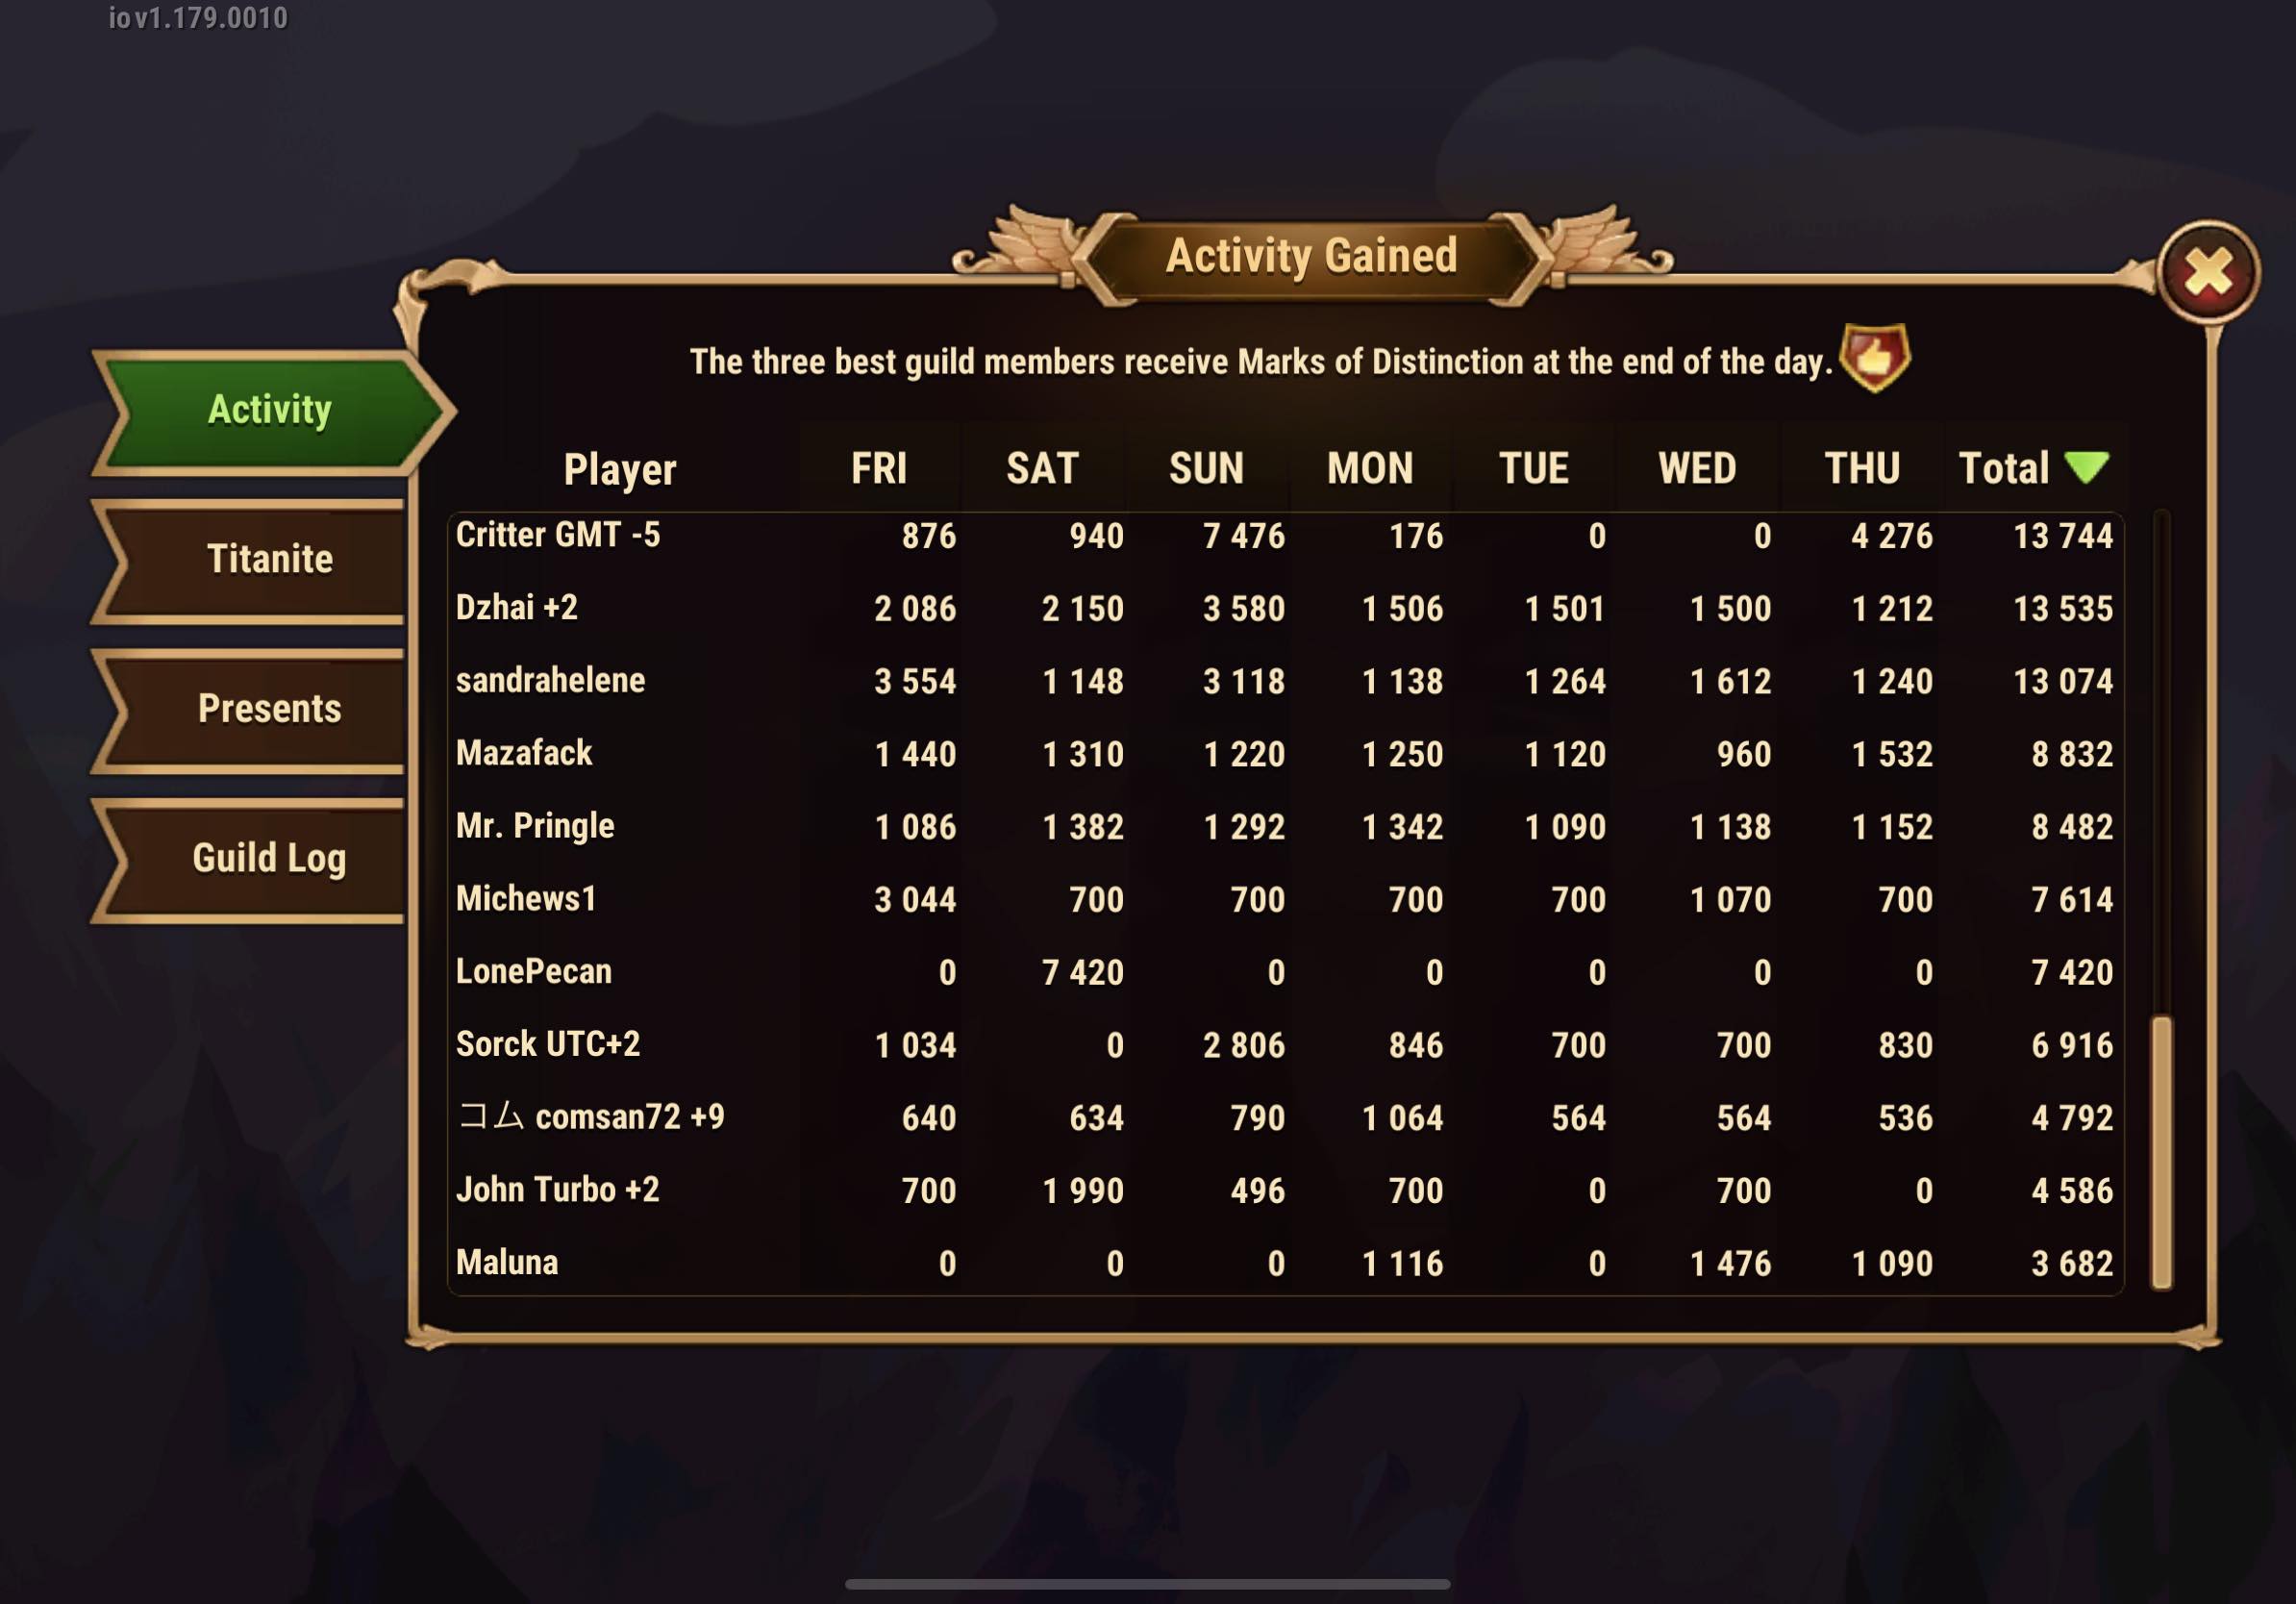 iov1.179.0010
Activity Gained
The three best guild members receive Marks of Distinction at the end of the day.
Activity
Titanite
Presents
Guild Log
Player FRI SAT SUN MON TUE WED THU Total
Critter GMT -5 876 940 7 476 176 0 0 4 276 13 744
Dzhai +2 2 086 2 150 3 580 1 506 1 501 1 500 1 212 13 535
sandrahelene 3 554 1 148 3 118 1 138 1 264 1 612 1 240 13 074
Mazafack 1 440 1 310 1 220 1 250 1 120 960 1 532 8 832
Mr. Pringle 1 086 1 382 1 292 1 342 1 090 1 138 1 152 8 482
Michews1 3 044 700 700 700 700 1 070 700 7 614
LonePecan 0 7 420 0 0 0 0 0 7 420
Sorck UTC+2 1 034 0 2 806 846 700 700 830 6 916
コム comsan72 +9 640 634 790 1 064 564 564 536 4 792
John Turbo +2 700 1 990 496 700 0 700 0 4 586
Maluna 0 0 0 1 116 0 1 476 1 090 3 682